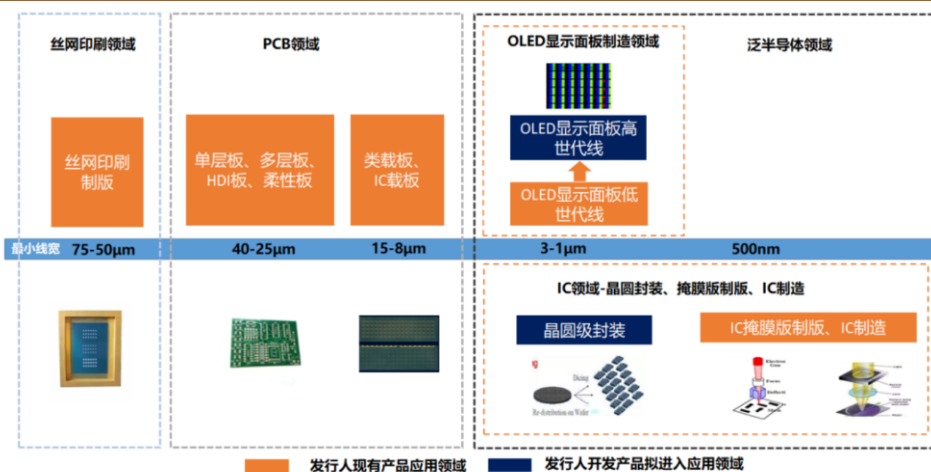 丝网印刷领域
PCB领域
OLED显示面板制造领域
泛半导体领域
丝网印刷
制版
单层板、多层板、
HDI板、柔性板
类载板、
IC载板
OLED显示面板高
世代线
OLED显示面板低
世代线
最小线宽 75-50μm 40-25μm 15-8μm 3-1μm 500nm
IC领域-晶圆封装、掩膜版制版、IC制造
晶圆级封装
IC掩膜版制版、IC制造
Dicing
Re-distribution on Wafer
发行人现有产品应用领域
发行人开发产品拟进入应用领域